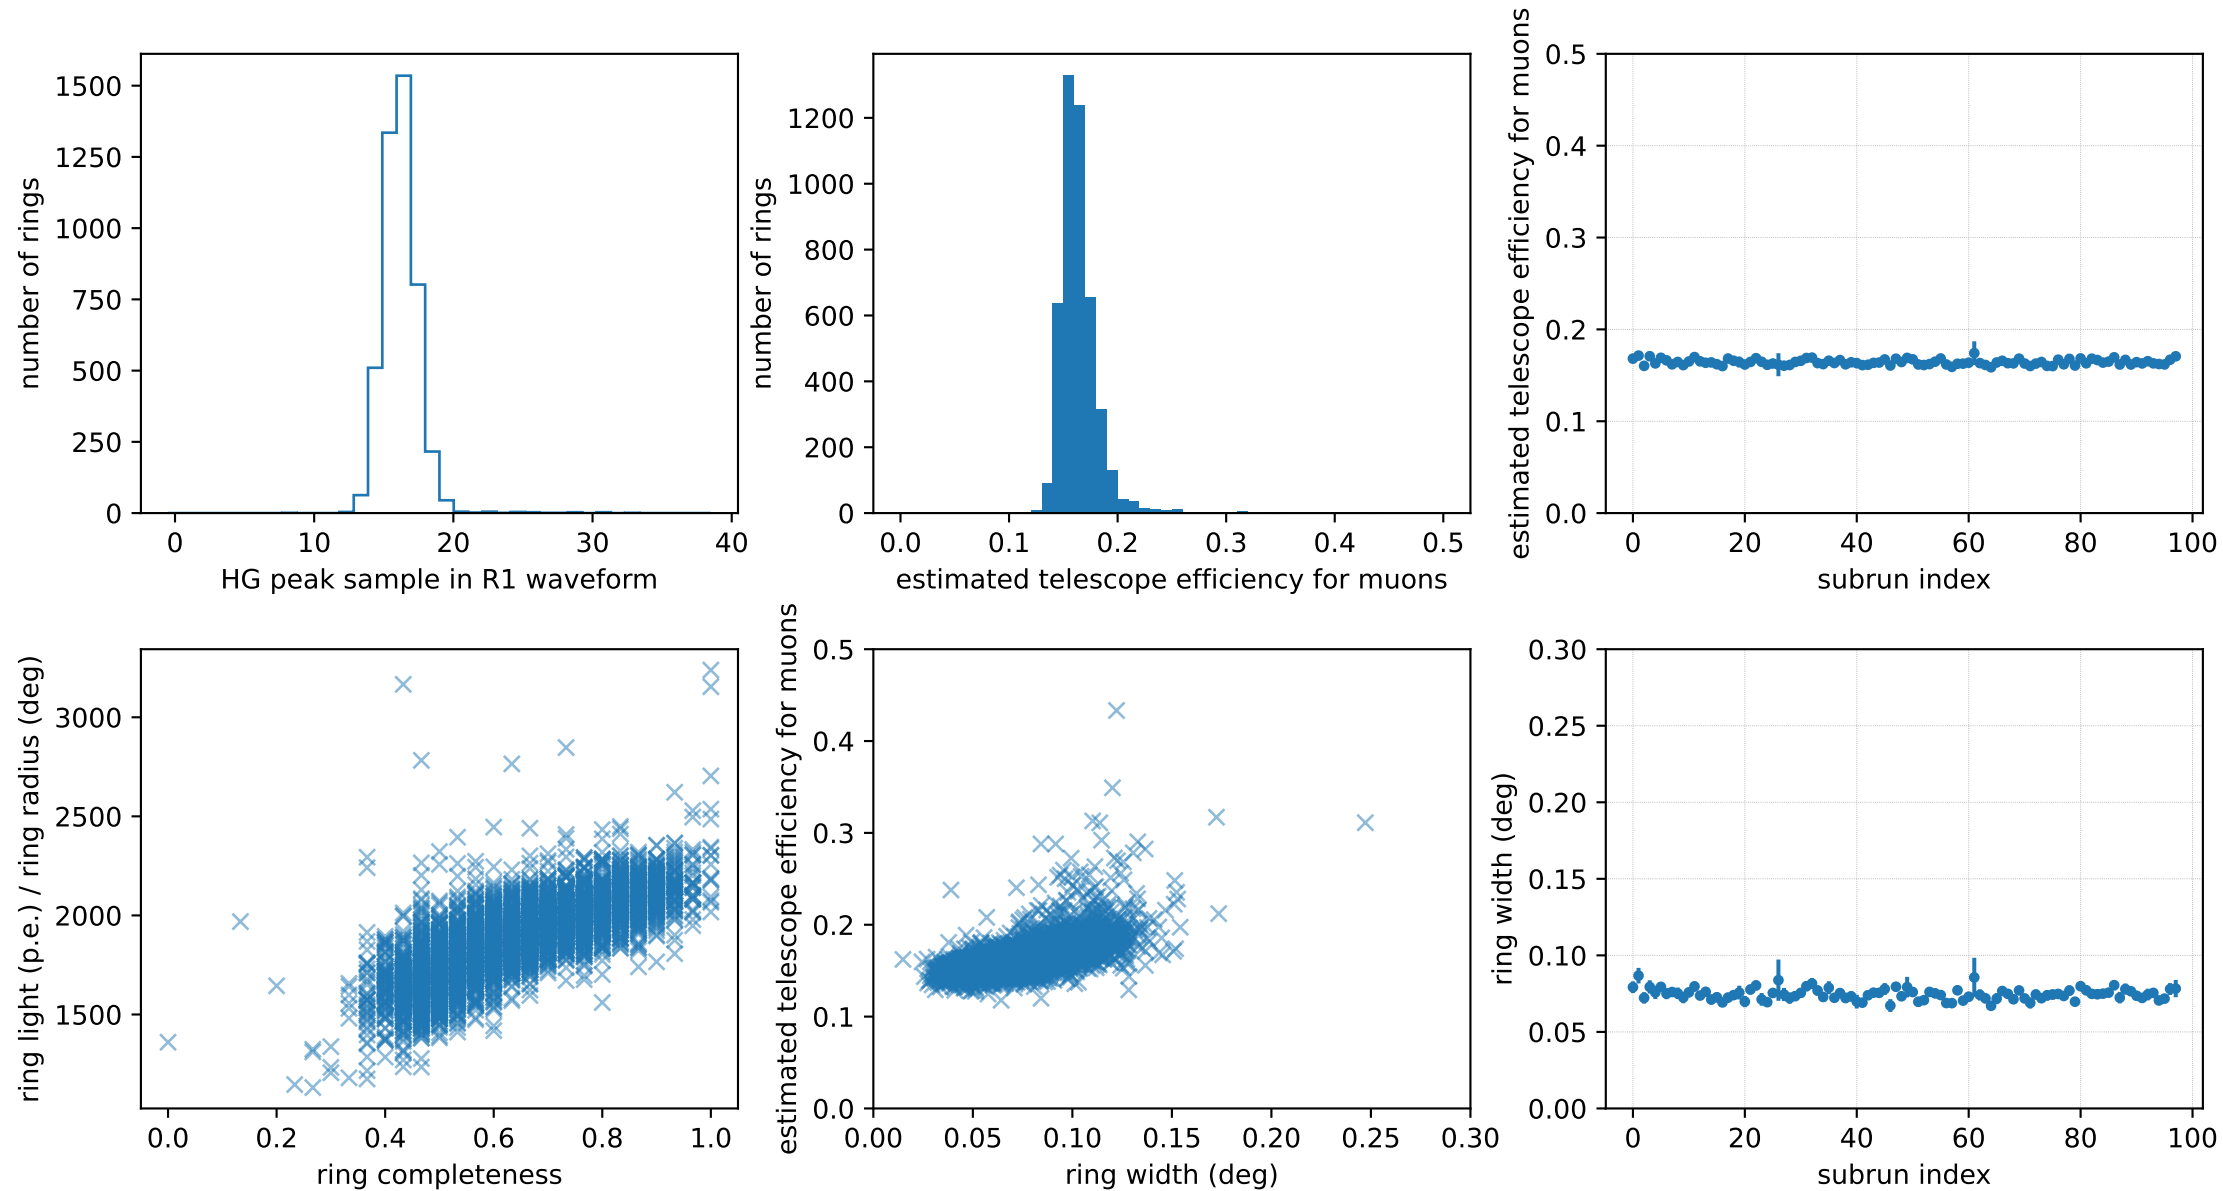 number of rings
1500
1250
1000
750
500
250
0
0 10 20 30 40
HG peak sample in R1 waveform
number of rings
1200
1000
800
600
400
200
0
0.0 0.1 0.2 0.3 0.4 0.5
estimated telescope efficiency for muons
estimated telescope efficiency for muons
0.5
0.4
0.3
0.2
0.1
0.0
0 20 40 60 80 100
subrun index
ring light (p.e.) / ring radius (deg)
3000
2500
2000
1500
0.0 0.2 0.4 0.6 0.8 1.0
ring completeness
estimated telescope efficiency for muons
0.5
0.4
0.3
0.2
0.1
0.0
0.00 0.05 0.10 0.15 0.20 0.25 0.30
ring width (deg)
ring width (deg)
0.30
0.25
0.20
0.15
0.10
0.05
0.00
0 20 40 60 80 100
subrun index